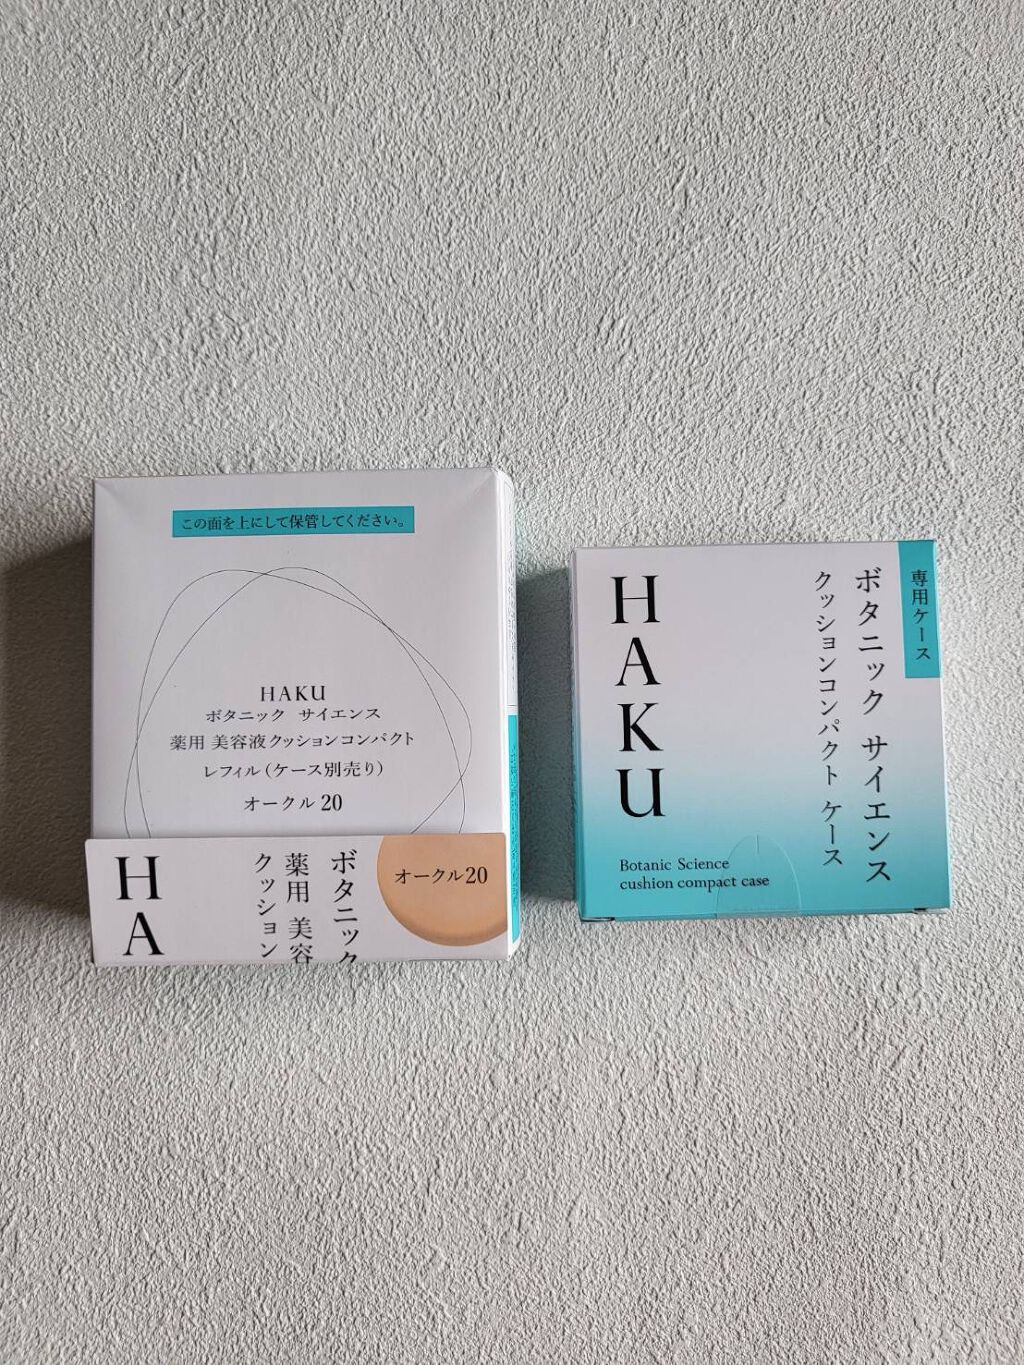 この面を上にして保管してください。
HAKU
ボタニック サイエンス
薬用 美容液クッションコンパクト
レフィル(ケース別売り)
オークル 20
HA
ボタニック
薬用 美容
クッション
オークル20
専用ケース
ボタニック サイエンス
クッションコンパクト ケース
HAKU
Botanic Science
cushion compact case